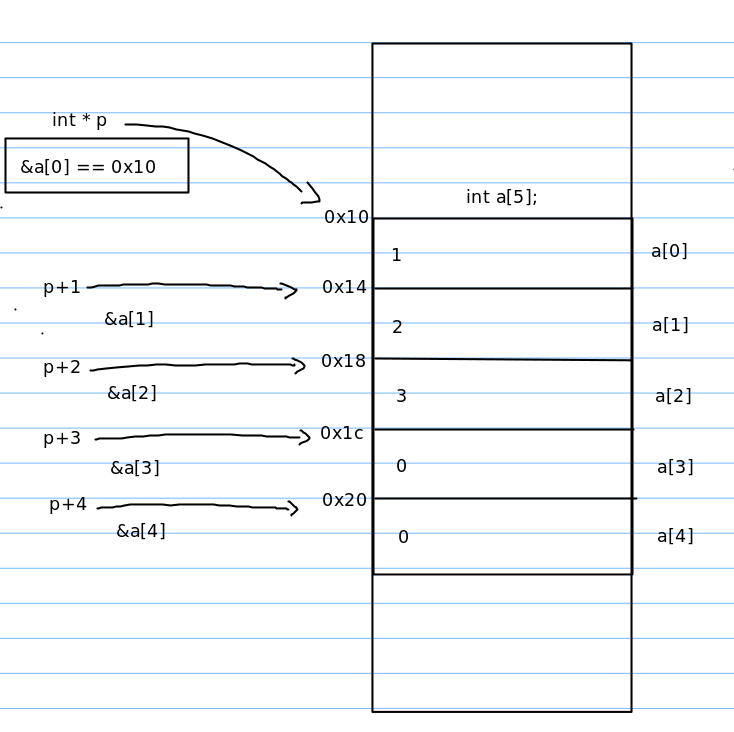 int * p
&a[0] == 0x10
int a[5];
0x10
1
a[0]
p+1
0x14
&a[1]
2
a[1]
p+2
0x18
&a[2]
3
a[2]
p+3
0x1c
&a[3]
0
a[3]
p+4
0x20
&a[4]
0
a[4]